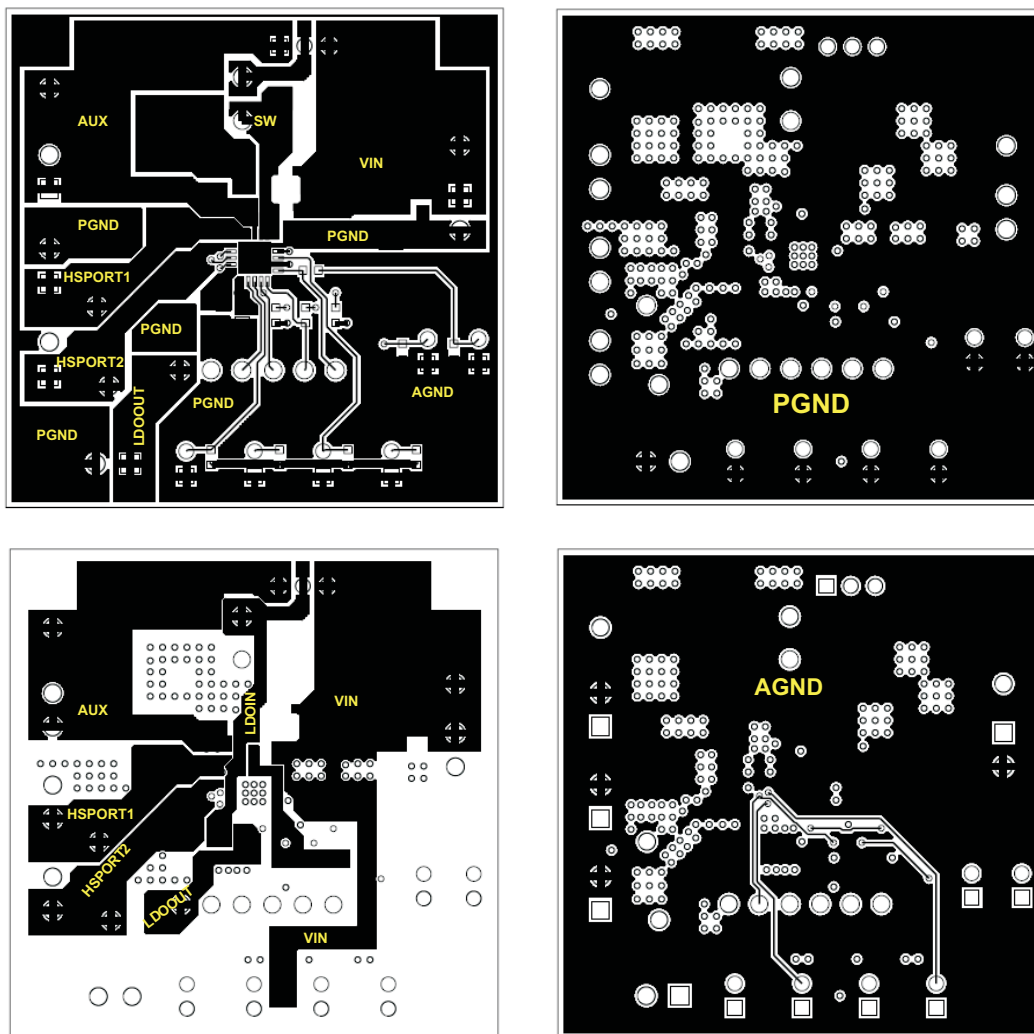 AUX
SW
VIN
PGND
PGND
HSPORT1
PGND
HSPORT2
LDOOUT
PGND
AGND
PGND
PGND
AUX
LDOIN
VIN
HSPORT1
HSPORT2
LDOOUT
VIN
AGND